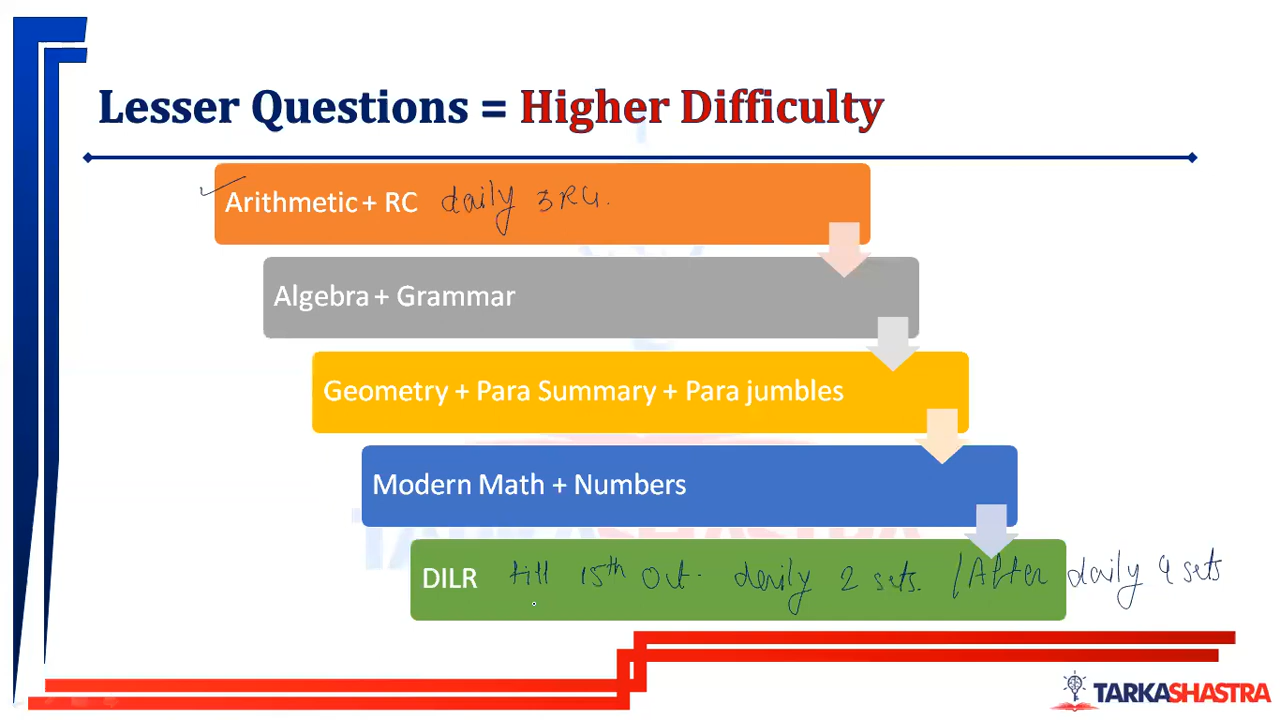 Lesser Questions = Higher Difficulty
Arithmetic + RC daily 3 RC.
Algebra + Grammar
Geometry + Para Summary + Para jumbles
Modern Math + Numbers
DILR till 15th Oct. daily 2 sets. / After daily 4 sets
TARKASHASTRA